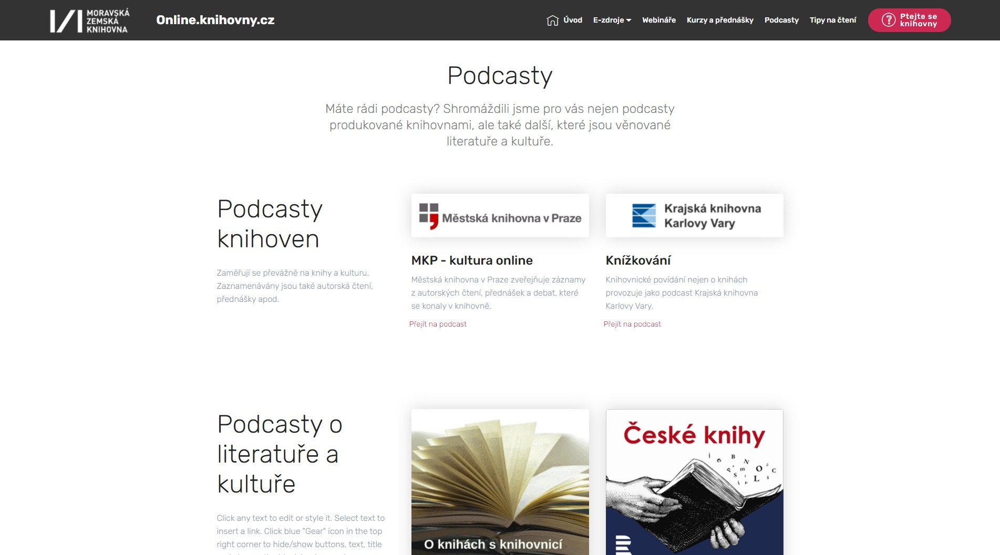 MORAVSKÁ
ZEMSKÁ
KNIHOVNA
Online.knihovny.cz
Úvod
E-zdroje
Webináře
Kurzy a přednášky
Podcasty
Tipy na čtení
Ptejte se
knihovny
Podcasty
Máte rádi podcasty? Shromáždili jsme pro vás nejen podcasty
produkované knihovnami, ale také další, které jsou věnované
literatuře a kultuře.
Podcasty
knihoven
Zaměřují se převážně na knihy a kulturu.
Zaznamenávány jsou také autorská čtení,
přednášky apod.
Městská knihovna v Praze
MKP - kultura online
Městská knihovna v Praze zveřejňuje záznamy
z autorských čtení, přednášek a debat, které
se konaly v knihovně.
Přejít na podcast
Krajská knihovna
Karlovy Vary
Knížkování
Knihovnické povídání nejen o knihách
provozuje jako podcast Krajská knihovna
Karlovy Vary.
Přejít na podcast
Podcasty o
literatuře a
kultuře
Click any text to edit or style it. Select text to
insert a link. Click blue "Gear" icon in the top
right corner to hide/show buttons, text, title
O knihách s knihovnicí
České knihy